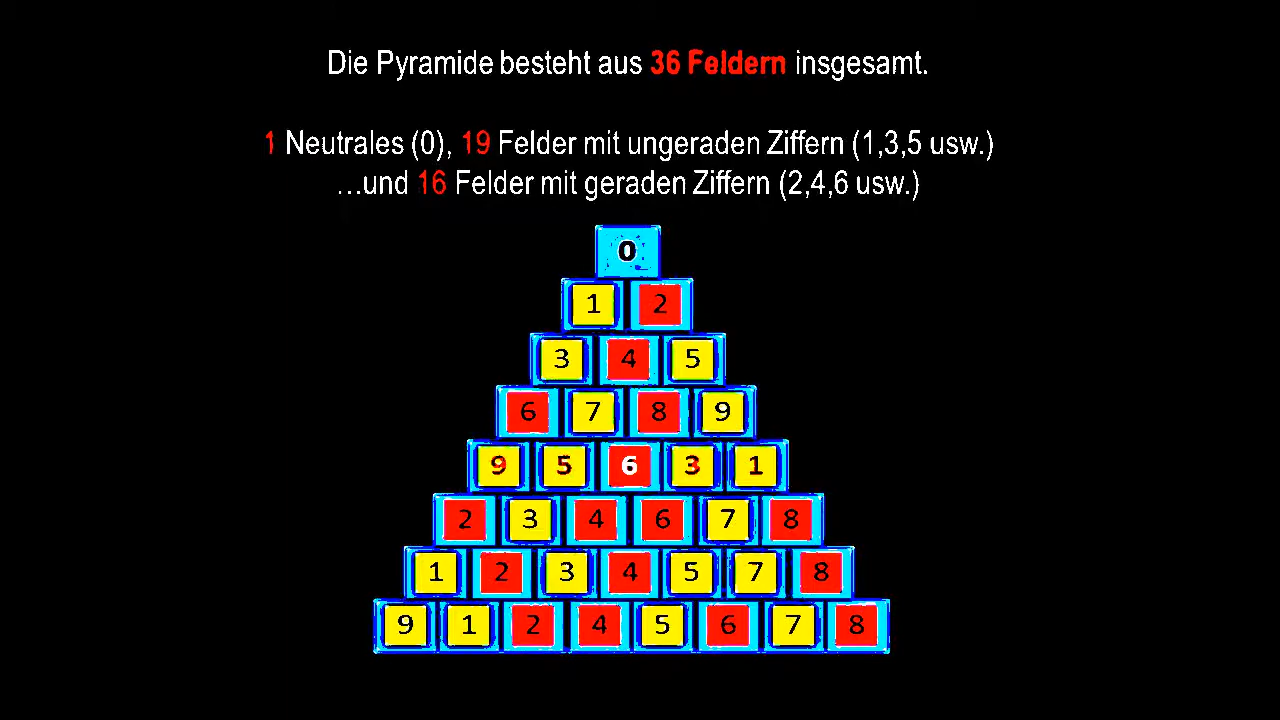 Die Pyramide besteht aus 36 Feldern insgesamt.
1 Neutrales (0), 19 Felder mit ungeraden Ziffern (1,3,5 usw.)
...und 16 Felder mit geraden Ziffern (2,4,6 usw.)
0
1 2
3 4 5
6 7 8 9
9 5 6 3 1
2 3 4 6 7 8
1 2 3 4 5 7 8
9 1 2 4 5 6 7 8